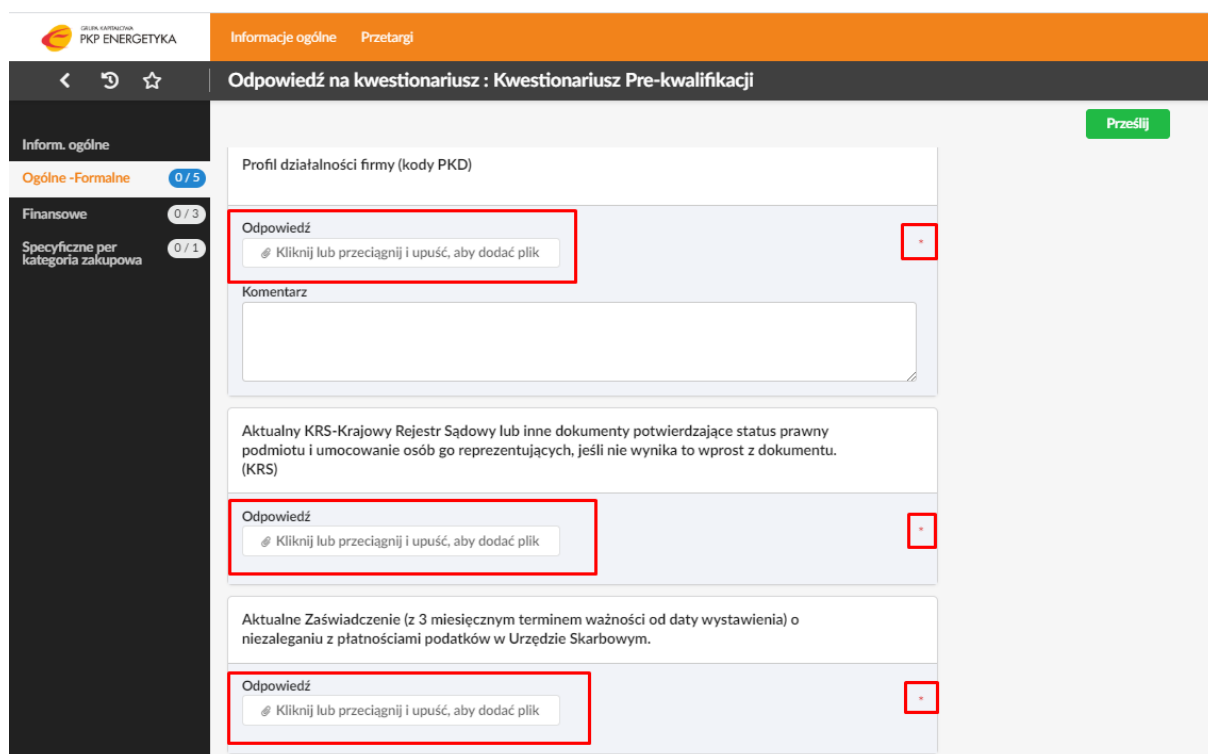 GRUPA KAPITAŁOWA
PKP ENERGETYKA
Informacje ogólne Przetargi
Odpowiedź na kwestionariusz : Kwestionariusz Pre-kwalifikacji
Prześlij
Inform. ogólne
Ogólne -Formalne 0 / 5
Finansowe 0 / 3
Specyficzne per 0 / 1
kategoria zakupowa
Profil działalności firmy (kody PKD)
Odpowiedź
Kliknij lub przeciągnij i upuść, aby dodać plik
*
Komentarz
Aktualny KRS-Krajowy Rejestr Sądowy lub inne dokumenty potwierdzające status prawny
podmiotu i umocowanie osób go reprezentujących, jeśli nie wynika to wprost z dokumentu.
(KRS)
Odpowiedź
Kliknij lub przeciągnij i upuść, aby dodać plik
*
Aktualne Zaświadczenie (z 3 miesięcznym terminem ważności od daty wystawienia) o
niezaleganiu z płatnościami podatków w Urzędzie Skarbowym.
Odpowiedź
Kliknij lub przeciągnij i upuść, aby dodać plik
*